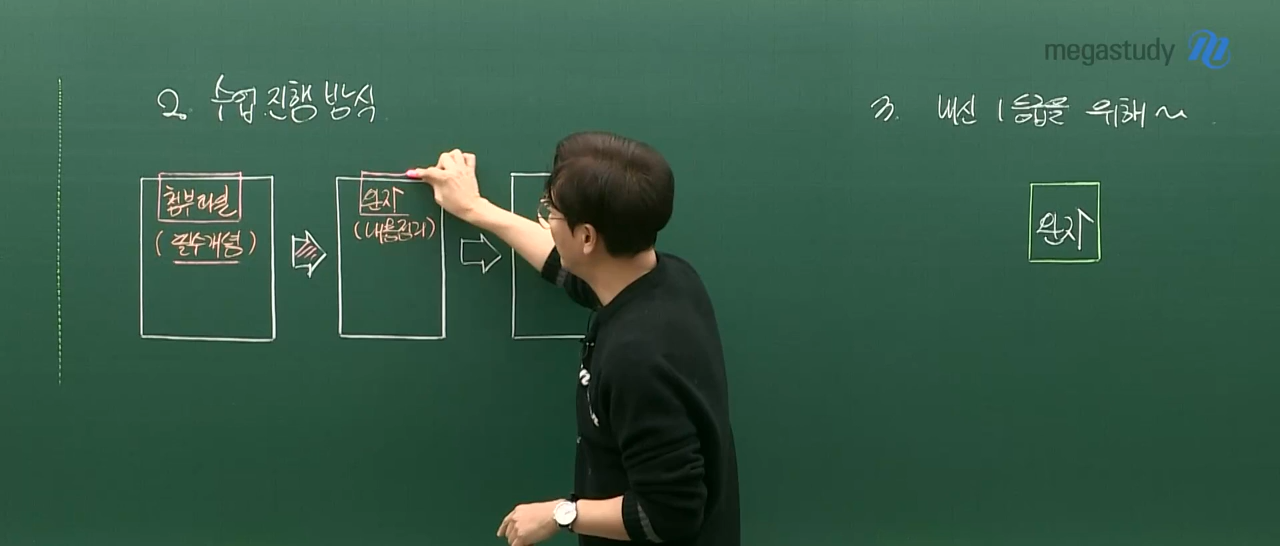 megastudy
2. 수업 진행 방식
첨부파일
(필수개념)
완자
(내용정리)
3. 내신 1등급을 위해~
완자